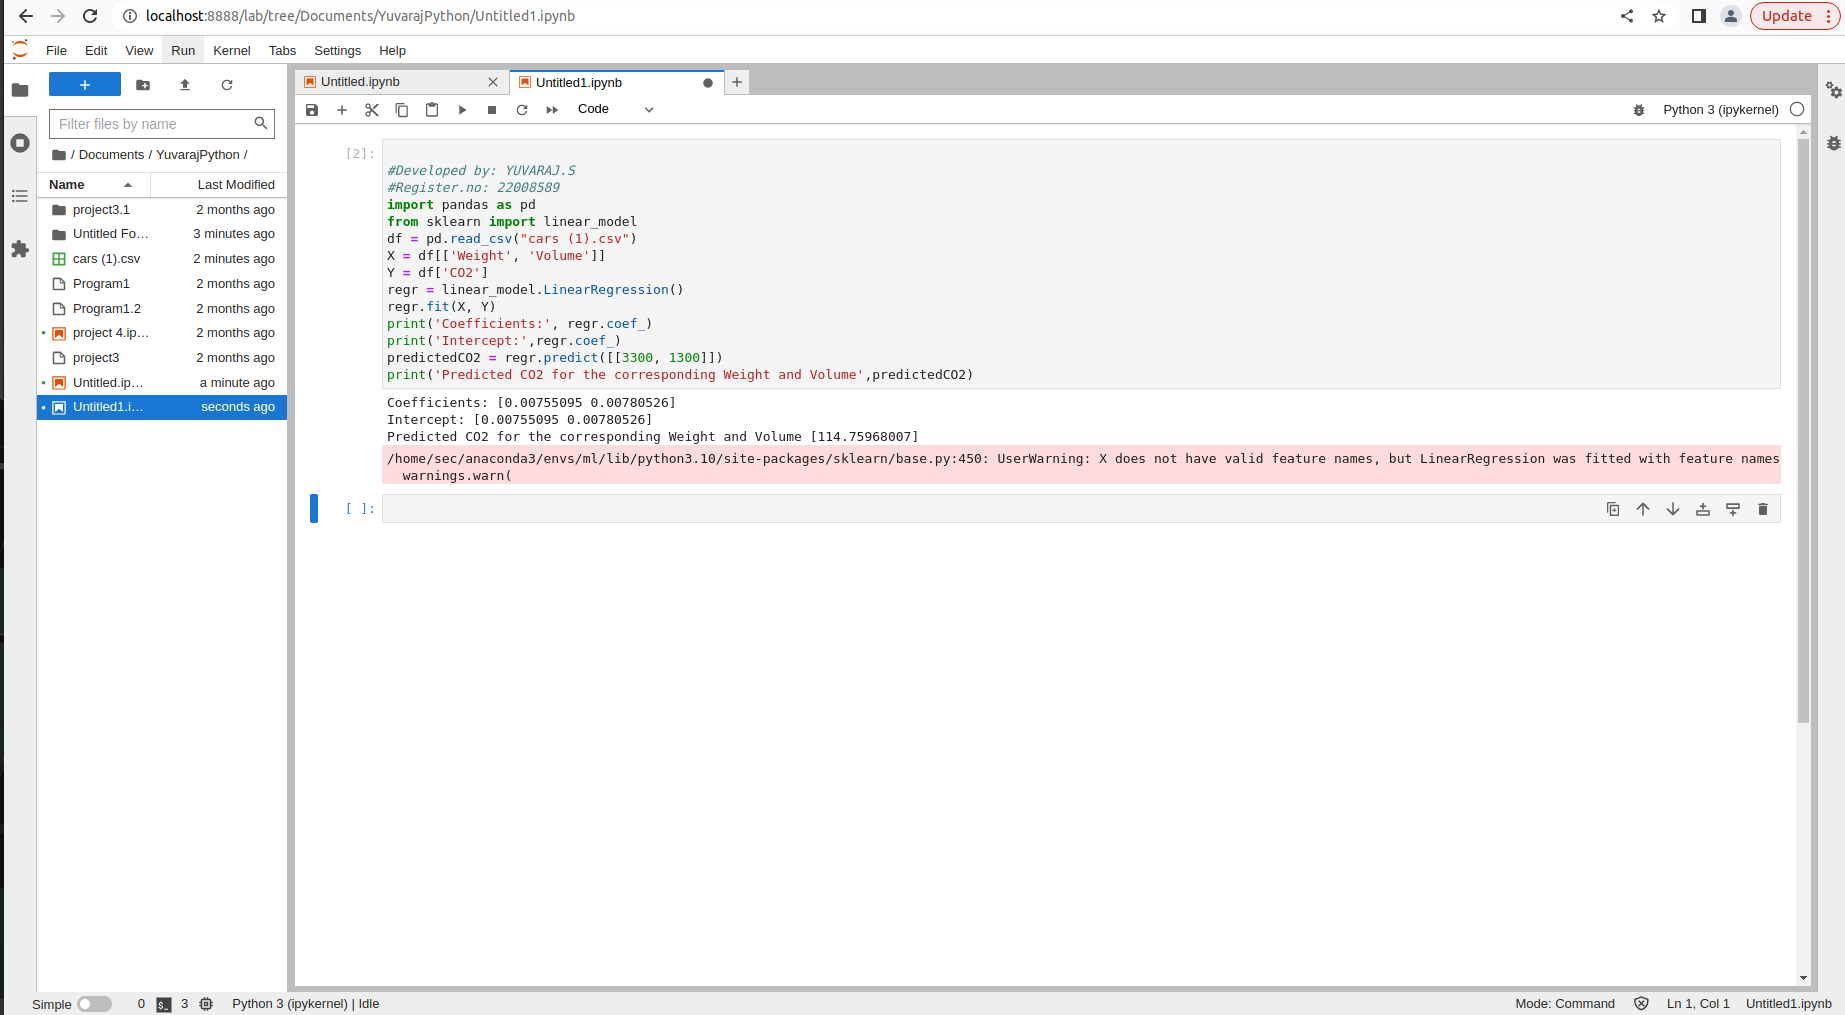 localhost:8888/lab/tree/Documents/YuvarajPython/Untitled1.ipynb
Update
File Edit View Run Kernel Tabs Settings Help
Filter files by name
/ Documents / YuvarajPython /
Name Last Modified
project3.1 2 months ago
Untitled Fo... 3 minutes ago
cars (1).csv 2 minutes ago
Program1 2 months ago
Program1.2 2 months ago
project 4.ip... 2 months ago
project3 2 months ago
Untitled.ip... a minute ago
Untitled1.i... seconds ago
Untitled.ipynb Untitled1.ipynb
Code
Python 3 (ipykernel)
[2]:
#Developed by: YUVARAJ.S
#Register.no: 22008589
import pandas as pd
from sklearn import linear_model
df = pd.read_csv("cars (1).csv")
X = df[['Weight', 'Volume']]
Y = df['CO2']
regr = linear_model.LinearRegression()
regr.fit(X, Y)
print('Coefficients:', regr.coef_)
print('Intercept:',regr.coef_)
predictedCO2 = regr.predict([[3300, 1300]])
print('Predicted CO2 for the corresponding Weight and Volume',predictedCO2)
Coefficients: [0.00755095 0.00780526]
Intercept: [0.00755095 0.00780526]
Predicted CO2 for the corresponding Weight and Volume [114.75968007]
/home/sec/anaconda3/envs/ml/lib/python3.10/site-packages/sklearn/base.py:450: UserWarning: X does not have valid feature names, but LinearRegression was fitted with feature names
warnings.warn(
[ ]:
Simple 0 $_ 3 Python 3 (ipykernel) | Idle
Mode: Command Ln 1, Col 1 Untitled1.ipynb